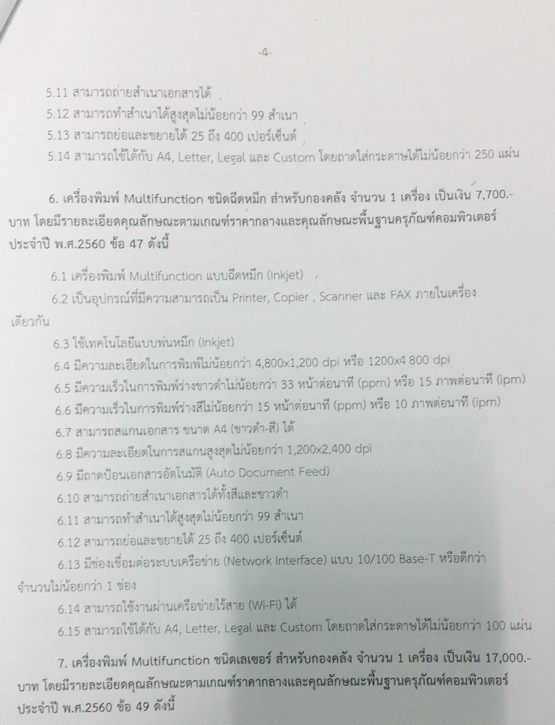 -4-
5.11 สามารถถ่ายสำเนาเอกสารได้
5.12 สามารถทำสำเนาได้สูงสุดไม่น้อยกว่า 99 สำเนา
5.13 สามารถย่อและขยายได้ 25 ถึง 400 เปอร์เซ็นต์
5.14 สามารถใช้ได้กับ A4, Letter, Legal และ Custom โดยถาดใส่กระดาษได้ไม่น้อยกว่า 250 แผ่น
6. เครื่องพิมพ์ Multifunction ชนิดฉีดหมึก สำหรับกองคลัง จำนวน 1 เครื่อง เป็นเงิน 7,700.-
บาท โดยมีรายละเอียดคุณลักษณะตามเกณฑ์ราคากลางและคุณลักษณะพื้นฐานครุภัณฑ์คอมพิวเตอร์
ประจำปี พ.ศ.2560 ข้อ 47 ดังนี้
6.1 เครื่องพิมพ์ Multifunction แบบฉีดหมึก (Inkjet)
6.2 เป็นอุปกรณ์ที่มีความสามารถเป็น Printer, Copier , Scanner และ FAX ภายในเครื่อง
เดียวกัน
6.3 ใช้เทคโนโลยีแบบพ่นหมึก (Inkjet)
6.4 มีความละเอียดในการพิมพ์ไม่น้อยกว่า 4,800x1,200 dpi หรือ 1200x4 800 dpi
6.5 มีความเร็วในการพิมพ์ร่างขาวดำไม่น้อยกว่า 33 หน้าต่อนาที (ppm) หรือ 15 ภาพต่อนาที (ipm)
6.6 มีความเร็วในการพิมพ์ร่างสีไม่น้อยกว่า 15 หน้าต่อนาที (ppm) หรือ 10 ภาพต่อนาที (ipm)
6.7 สามารถสแกนเอกสาร ขนาด A4 (ขาวดำ-สี) ได้
6.8 มีความละเอียดในการสแกนสูงสุดไม่น้อยกว่า 1,200x2,400 dpi
6.9 มีถาดป้อนเอกสารอัตโนมัติ (Auto Document Feed)
6.10 สามารถถ่ายสำเนาเอกสารได้ทั้งสีและขาวดำ
6.11 สามารถทำสำเนาได้สูงสุดไม่น้อยกว่า 99 สำเนา
6.12 สามารถย่อและขยายได้ 25 ถึง 400 เปอร์เซ็นต์
6.13 มีช่องเชื่อมต่อระบบเครือข่าย (Network Interface) แบบ 10/100 Base-T หรือดีกว่า
จำนวนไม่น้อยกว่า 1 ช่อง
6.14 สามารถใช้งานผ่านเครือข่ายไร้สาย (Wi-Fi) ได้
6.15 สามารถใช้ได้กับ A4, Letter, Legal และ Custom โดยถาดใส่กระดาษได้ไม่น้อยกว่า 100 แผ่น
7. เครื่องพิมพ์ Multifunction ชนิดเลเซอร์ สำหรับกองคลัง จำนวน 1 เครื่อง เป็นเงิน 17,000.-
บาท โดยมีรายละเอียดคุณลักษณะตามเกณฑ์ราคากลางและคุณลักษณะพื้นฐานครุภัณฑ์คอมพิวเตอร์
ประจำปี พ.ศ.2560 ข้อ 49 ดังนี้